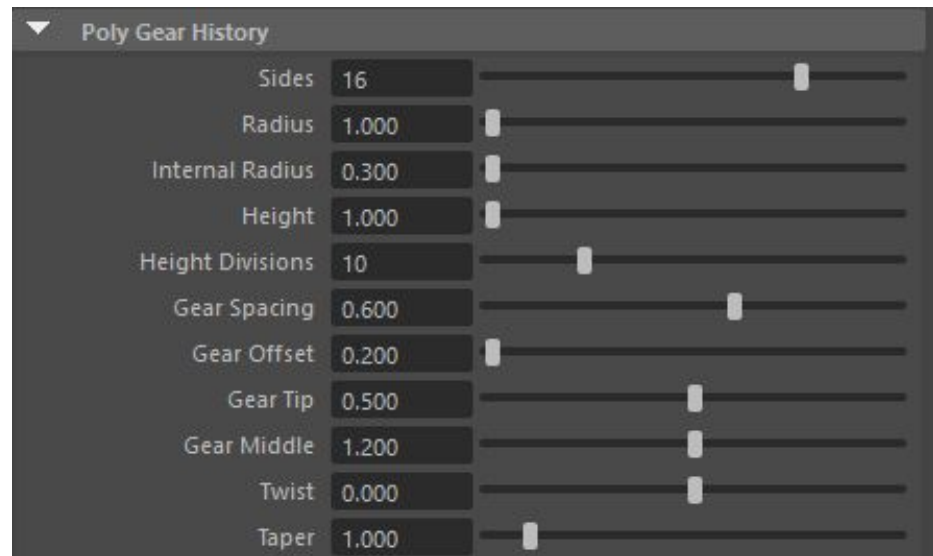 Poly Gear History
Sides 16
Radius 1.000
Internal Radius 0.300
Height 1.000
Height Divisions 10
Gear Spacing 0.600
Gear Offset 0.200
Gear Tip 0.500
Gear Middle 1.200
Twist 0.000
Taper 1.000